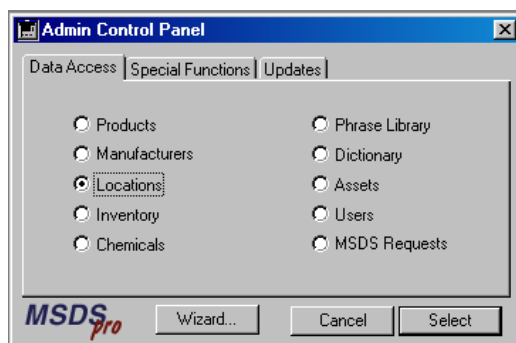 Admin Control Panel
Data Access Special Functions Updates
Products Phrase Library
Manufacturers Dictionary
Locations Assets
Inventory Users
Chemicals MSDS Requests
MSDS pro Wizard... Cancel Select